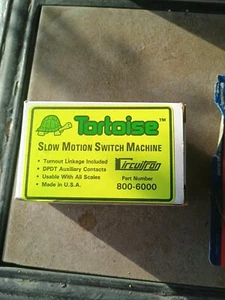 Tortoise™
SLOW MOTION SWITCH MACHINE
• Turnout Linkage Included
• DPDT Auxiliary Contacts
• Usable With All Scales
• Made in U.S.A.
Circuitron
Part Number
800-6000